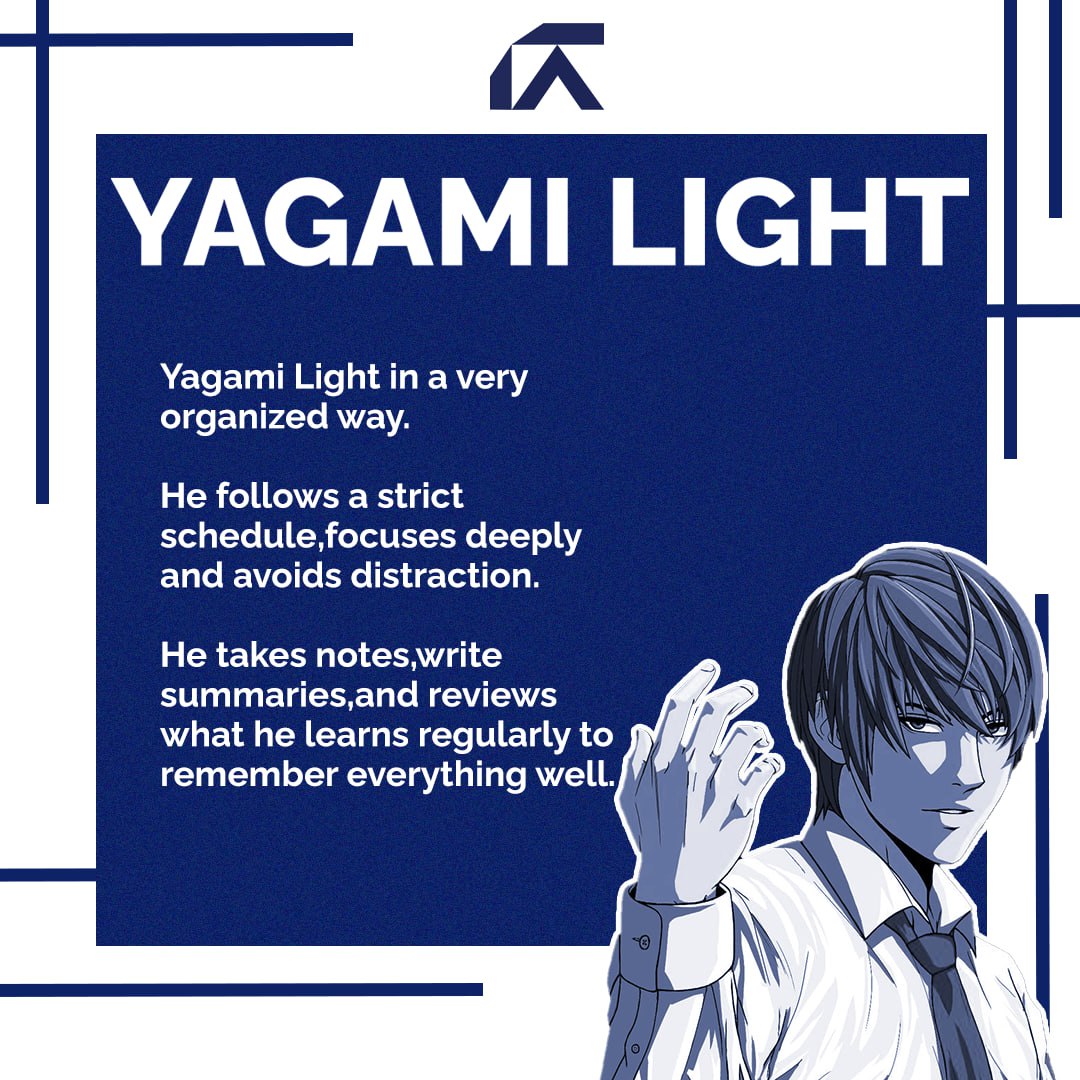 YAGAMI LIGHT
Yagami Light in a very
organized way.
He follows a strict
schedule,focuses deeply
and avoids distraction.
He takes notes,write
summaries,and reviews
what he learns regularly to
remember everything well.